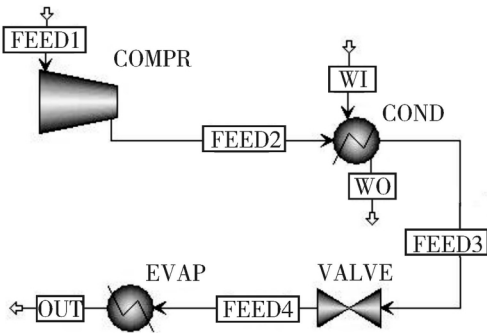 FEED1
COMPR
WI
COND
FEED2
WO
FEED3
EVAP
VALVE
OUT
FEED4